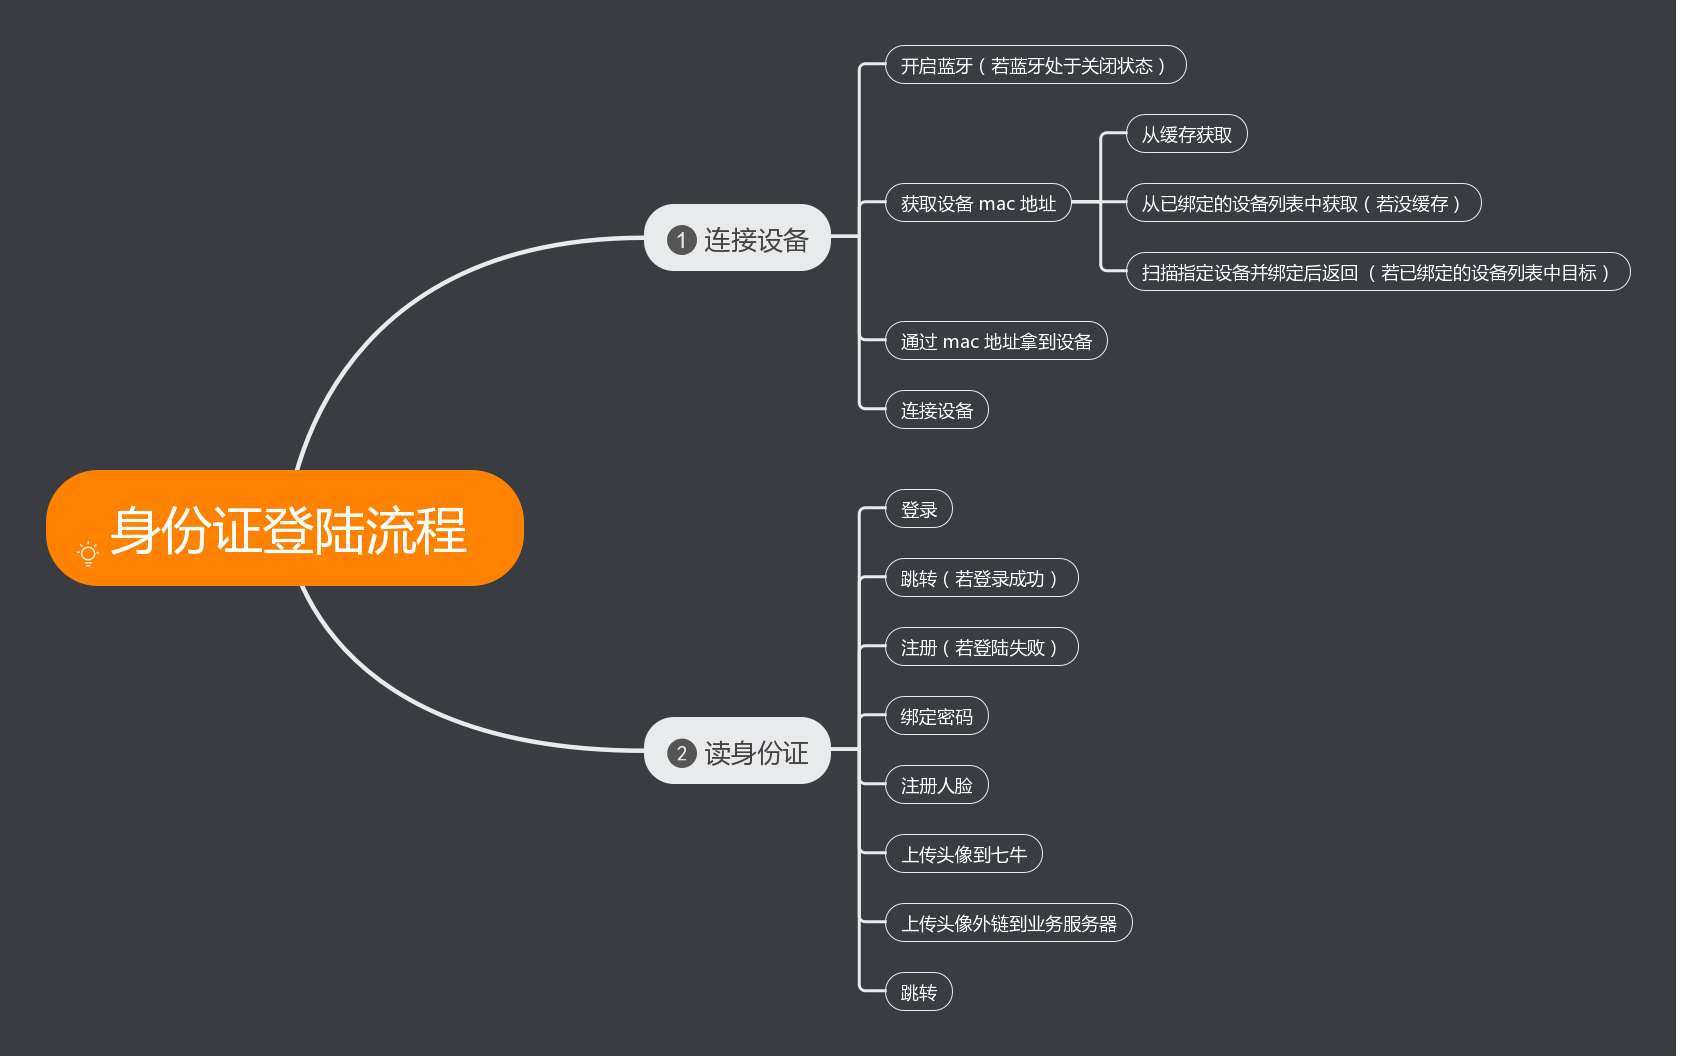 身份证登陆流程
1 连接设备
开启蓝牙（若蓝牙处于关闭状态）
获取设备 mac 地址
从缓存获取
从已绑定的设备列表中获取（若没缓存）
扫描指定设备并绑定后返回 （若已绑定的设备列表中目标）
通过 mac 地址拿到设备
连接设备
2 读身份证
登录
跳转（若登录成功）
注册（若登陆失败）
绑定密码
注册人脸
上传头像到七牛
上传头像外链到业务服务器
跳转